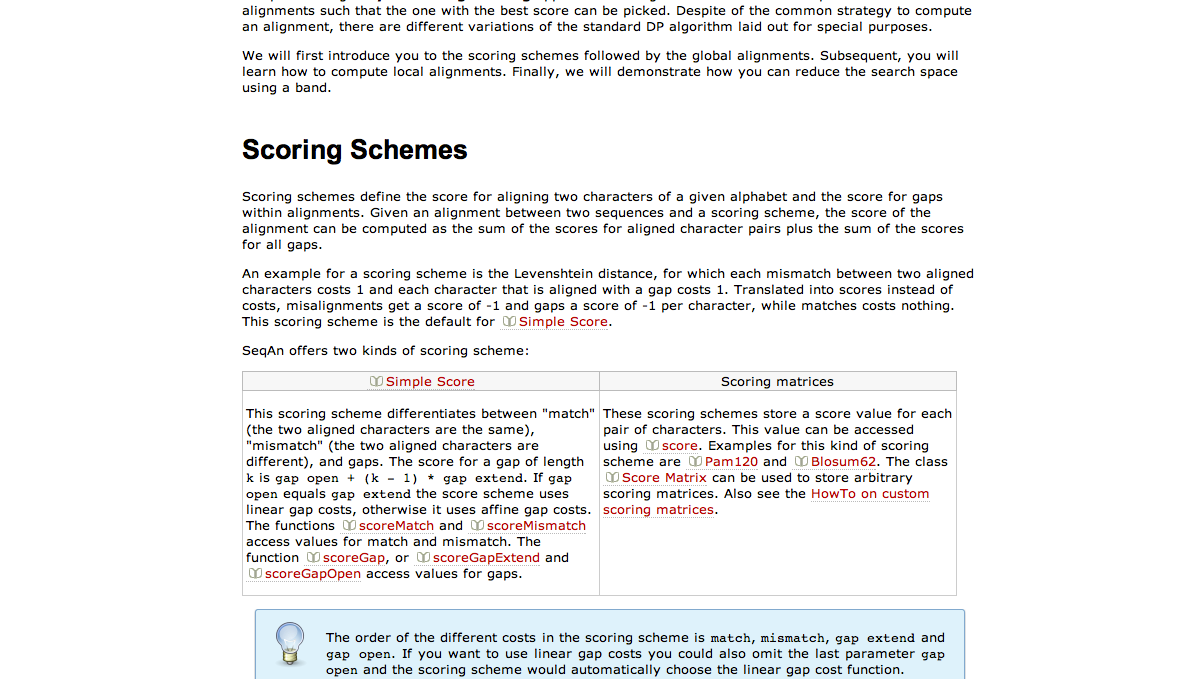 alignments such that the one with the best score can be picked. Despite of the common strategy to compute
an alignment, there are different variations of the standard DP algorithm laid out for special purposes.
We will first introduce you to the scoring schemes followed by the global alignments. Subsequent, you will
learn how to compute local alignments. Finally, we will demonstrate how you can reduce the search space
using a band.
Scoring Schemes
Scoring schemes define the score for aligning two characters of a given alphabet and the score for gaps
within alignments. Given an alignment between two sequences and a scoring scheme, the score of the
alignment can be computed as the sum of the scores for aligned character pairs plus the sum of the scores
for all gaps.
An example for a scoring scheme is the Levenshtein distance, for which each mismatch between two aligned
characters costs 1 and each character that is aligned with a gap costs 1. Translated into scores instead of
costs, misalignments get a score of -1 and gaps a score of -1 per character, while matches costs nothing.
This scoring scheme is the default for Simple Score.
SeqAn offers two kinds of scoring scheme:
Simple Score
This scoring scheme differentiates between "match"
(the two aligned characters are the same),
"mismatch" (the two aligned characters are
different), and gaps. The score for a gap of length
k is gap open + (k - 1) * gap extend. If gap
open equals gap extend the score scheme uses
linear gap costs, otherwise it uses affine gap costs.
The functions scoreMatch and scoreMismatch
access values for match and mismatch. The
function scoreGap, or scoreGapExtend and
scoreGapOpen access values for gaps.
Scoring matrices
These scoring schemes store a score value for each
pair of characters. This value can be accessed
using score. Examples for this kind of scoring
scheme are Pam120 and Blosum62. The class
Score Matrix can be used to store arbitrary
scoring matrices. Also see the HowTo on custom
scoring matrices.
The order of the different costs in the scoring scheme is match, mismatch, gap extend and
gap open. If you want to use linear gap costs you could also omit the last parameter gap
open and the scoring scheme would automatically choose the linear gap cost function.